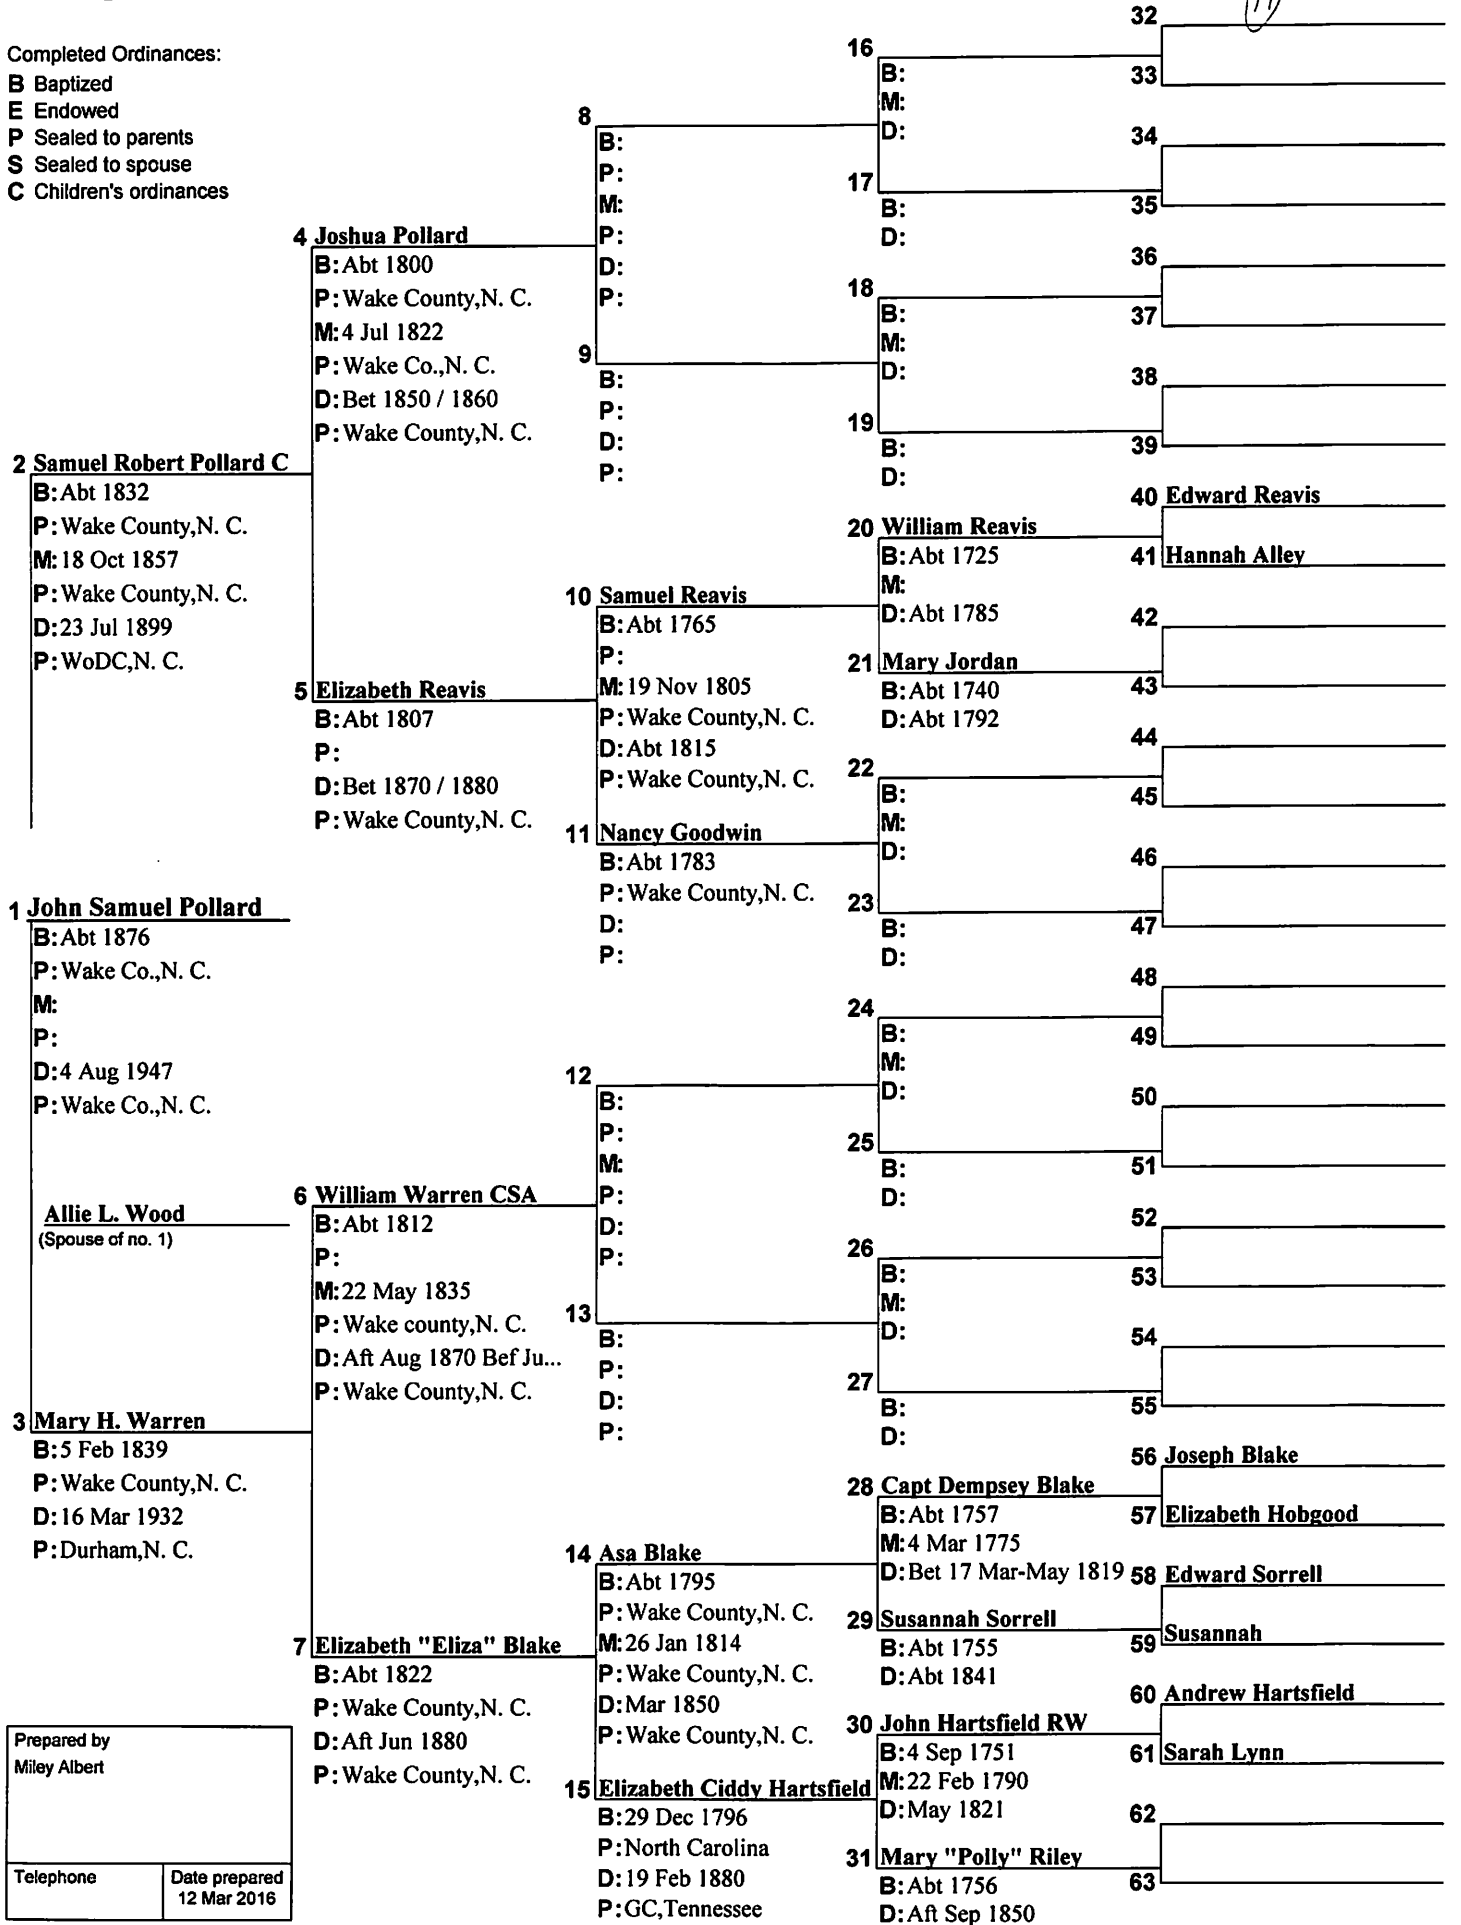 Completed Ordinances:
B Baptized
E Endowed
P Sealed to parents
S Sealed to spouse
C Children's ordinances
2 Samuel Robert Pollard C
B: Abt 1832
P: Wake County,N. C.
M: 18 Oct 1857
P: Wake County,N. C.
D: 23 Jul 1899
P: WoDC,N. C.
1 John Samuel Pollard
B: Abt 1876
P: Wake Co.,N. C.
M:
P:
D: 4 Aug 1947
P: Wake Co.,N. C.
Allie L. Wood
(Spouse of no. 1)
3 Mary H. Warren
B: 5 Feb 1839
P: Wake County,N. C.
D: 16 Mar 1932
P: Durham,N. C.
Prepared by
Miley Albert
Telephone
Date prepared
12 Mar 2016
4 Joshua Pollard
B: Abt 1800
P: Wake County,N. C.
M: 4 Jul 1822
P: Wake Co.,N. C.
D: Bet 1850 / 1860
P: Wake County,N. C.
5 Elizabeth Reavis
B: Abt 1807
P:
D: Bet 1870 / 1880
P: Wake County,N. C.
6 William Warren CSA
B: Abt 1812
P:
M: 22 May 1835
P: Wake county,N. C.
D: Aft Aug 1870 Bef Ju...
P: Wake County,N. C.
7 Elizabeth "Eliza" Blake
B: Abt 1822
P: Wake County,N. C.
D: Aft Jun 1880
P: Wake County,N. C.
8
B:
P:
M:
P:
D:
P:
9
B:
P:
D:
P:
10 Samuel Reavis
B: Abt 1765
P:
M: 19 Nov 1805
P: Wake County,N. C.
D: Abt 1815
P: Wake County,N. C.
11 Nancy Goodwin
B: Abt 1783
P: Wake County,N. C.
D:
P:
12
B:
P:
M:
P:
D:
P:
13
B:
P:
D:
P:
14 Asa Blake
B: Abt 1795
P: Wake County,N. C.
M: 26 Jan 1814
P: Wake County,N. C.
D: Mar 1850
P: Wake County,N. C.
15 Elizabeth Ciddy Hartsfield
B: 29 Dec 1796
P: North Carolina
D: 19 Feb 1880
P: GC,Tennessee
16
B:
M:
D:
17
B:
D:
18
B:
M:
D:
19
B:
D:
20 William Reavis
B: Abt 1725
M:
D: Abt 1785
21 Mary Jordan
B: Abt 1740
D: Abt 1792
22
B:
M:
D:
23
B:
D:
24
B:
M:
D:
25
B:
D:
26
B:
M:
D:
27
B:
D:
28 Capt Dempsey Blake
B: Abt 1757
M: 4 Mar 1775
D: Bet 17 Mar-May 1819
29 Susannah Sorrell
B: Abt 1755
D: Abt 1841
30 John Hartsfield RW
B: 4 Sep 1751
M: 22 Feb 1790
D: May 1821
31 Mary "Polly" Riley
B: Abt 1756
D: Aft Sep 1850
32
33
34
35
36
37
38
39
40 Edward Reavis
41 Hannah Alley
42
43
44
45
46
47
48
49
50
51
52
53
54
55
56 Joseph Blake
57 Elizabeth Hobgood
58 Edward Sorrell
59 Susannah
60 Andrew Hartsfield
61 Sarah Lynn
62
63